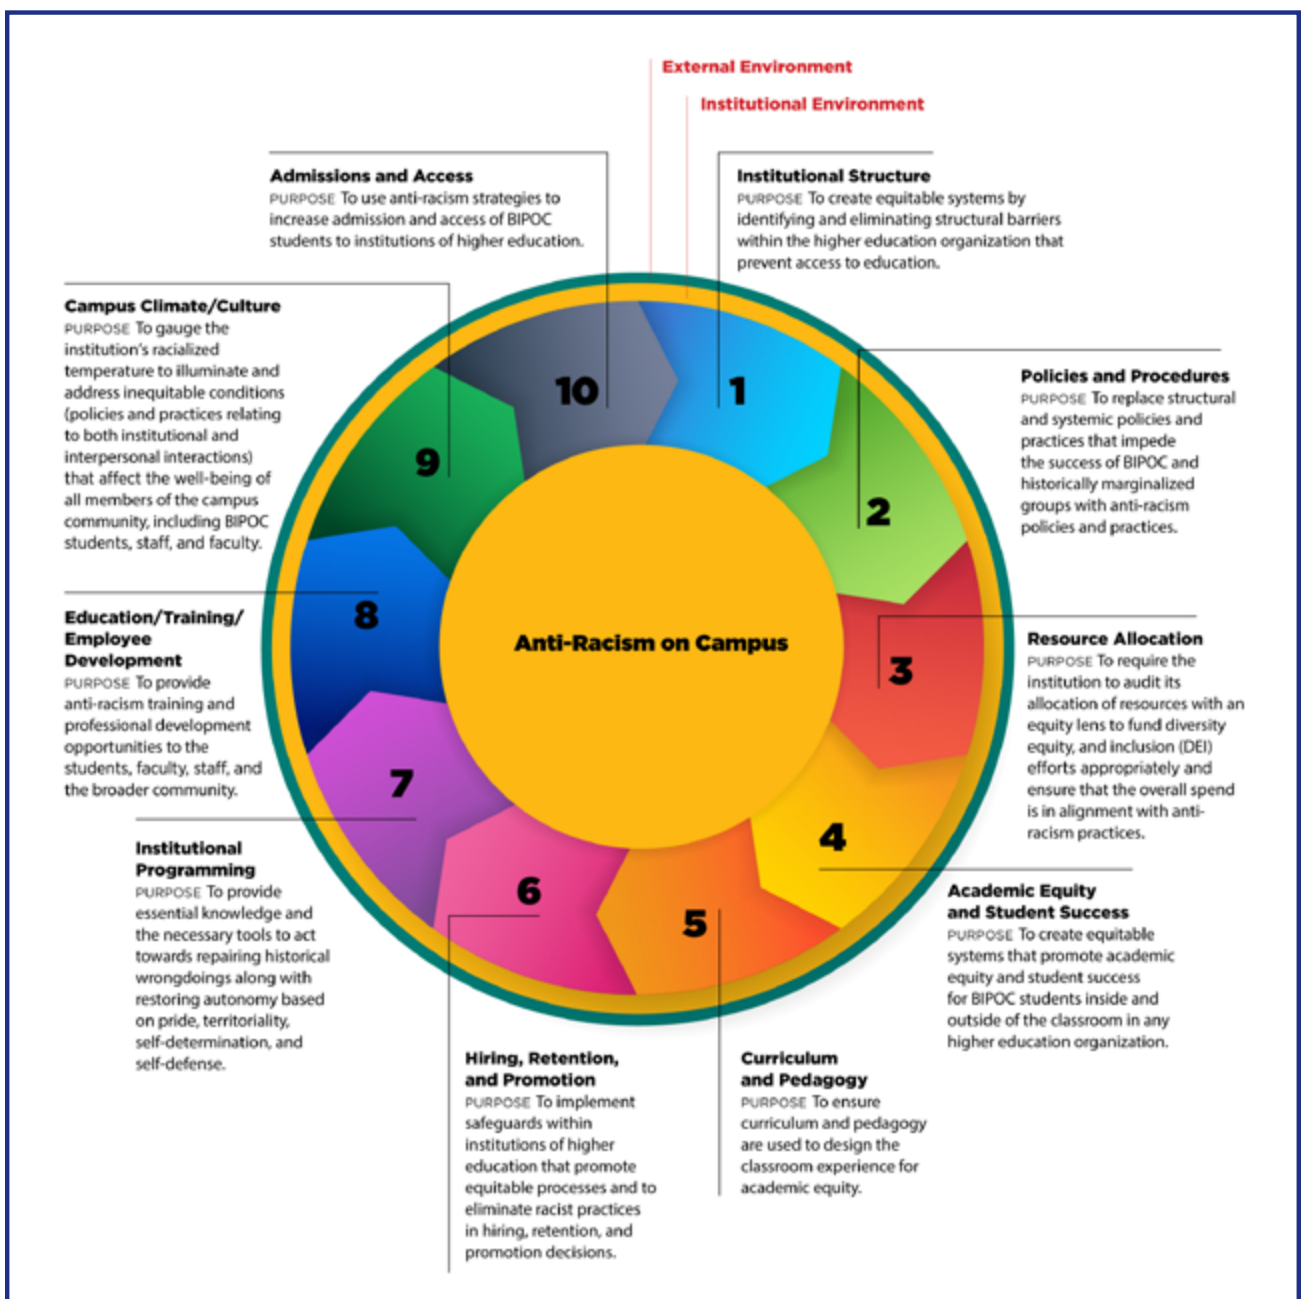 External Environment
Institutional Environment
Admissions and Access
PURPOSE To use anti-racism strategies to
increase admission and access of BIPOC
students to institutions of higher education.
Institutional Structure
PURPOSE To create equitable systems by
identifying and eliminating structural barriers
within the higher education organization that
prevent access to education.
Campus Climate/Culture
PURPOSE To gauge the
institution's racialized
temperature to illuminate and
address inequitable conditions
(policies and practices relating
to both institutional and
interpersonal interactions)
that affect the well-being of
all members of the campus
community, including BIPOC
students, staff, and faculty.
Policies and Procedures
PURPOSE To replace structural
and systemic policies and
practices that impede
the success of BIPOC and
historically marginalized
groups with anti-racism
policies and practices.
10
1
9
2
8
3
7
4
6
5
Anti-Racism on Campus
Education/Training/
Employee
Development
PURPOSE To provide
anti-racism training and
professional development
opportunities to the
students, faculty, staff, and
the broader community.
Resource Allocation
PURPOSE To require the
institution to audit its
allocation of resources with an
equity lens to fund diversity
equity, and inclusion (DEI)
efforts appropriately and
ensure that the overall spend
is in alignment with anti-
racism practices.
Institutional
Programming
PURPOSE To provide
essential knowledge and
the necessary tools to act
towards repairing historical
wrongdoings along with
restoring autonomy based
on pride, territoriality,
self-determination, and
self-defense.
Academic Equity
and Student Success
PURPOSE To create equitable
systems that promote academic
equity and student success
for BIPOC students inside and
outside of the classroom in any
higher education organization.
Hiring, Retention,
and Promotion
PURPOSE To implement
safeguards within
institutions of higher
education that promote
equitable processes and to
eliminate racist practices
in hiring, retention, and
promotion decisions.
Curriculum
and Pedagogy
PURPOSE To ensure
curriculum and pedagogy
are used to design the
classroom experience for
academic equity.